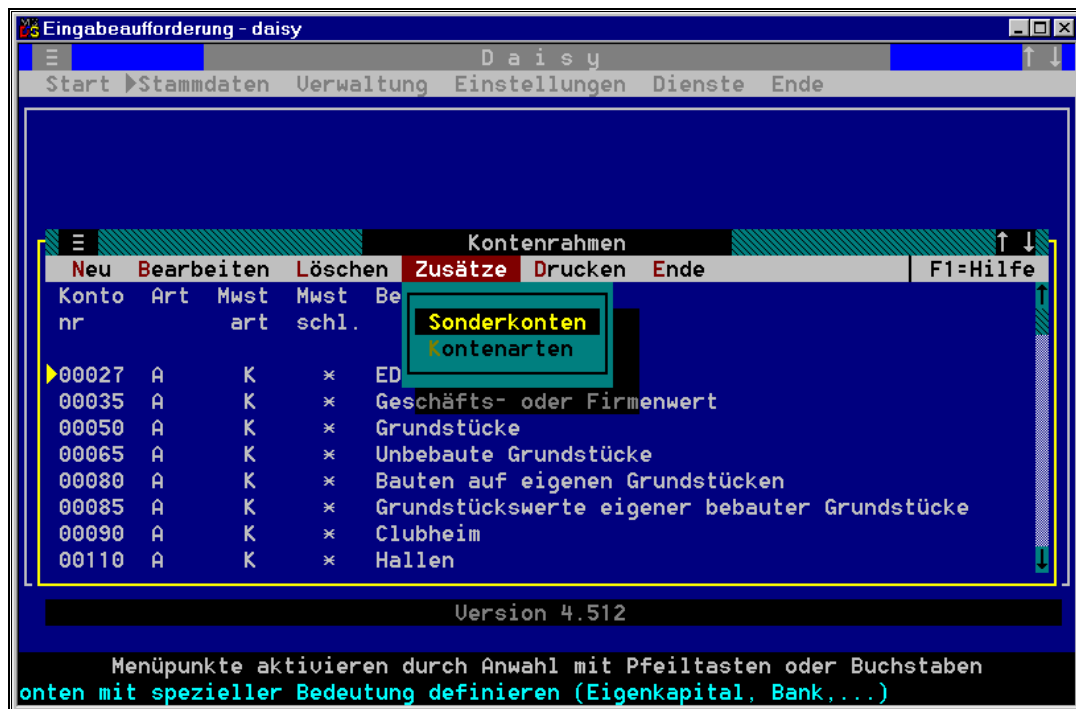 Eingabeaufforderung - daisy
Daisy
Start Stammdaten Verwaltung Einstellungen Dienste Ende
Kontenrahmen
Neu Bearbeiten Löschen Zusätze Drucken Ende F1=Hilfe
Konto Art Mwst Mwst Be
nr art schl.
Sonderkonten
Kontenarten
00027 A K * ED
00035 A K * Geschäfts- oder Firmenwert
00050 A K * Grundstücke
00065 A K * Unbebaute Grundstücke
00080 A K * Bauten auf eigenen Grundstücken
00085 A K * Grundstückswerte eigener bebauter Grundstücke
00090 A K * Clubheim
00110 A K * Hallen
Version 4.512
Menüpunkte aktivieren durch Anwahl mit Pfeiltasten oder Buchstaben
onten mit spezieller Bedeutung definieren (Eigenkapital, Bank,...)